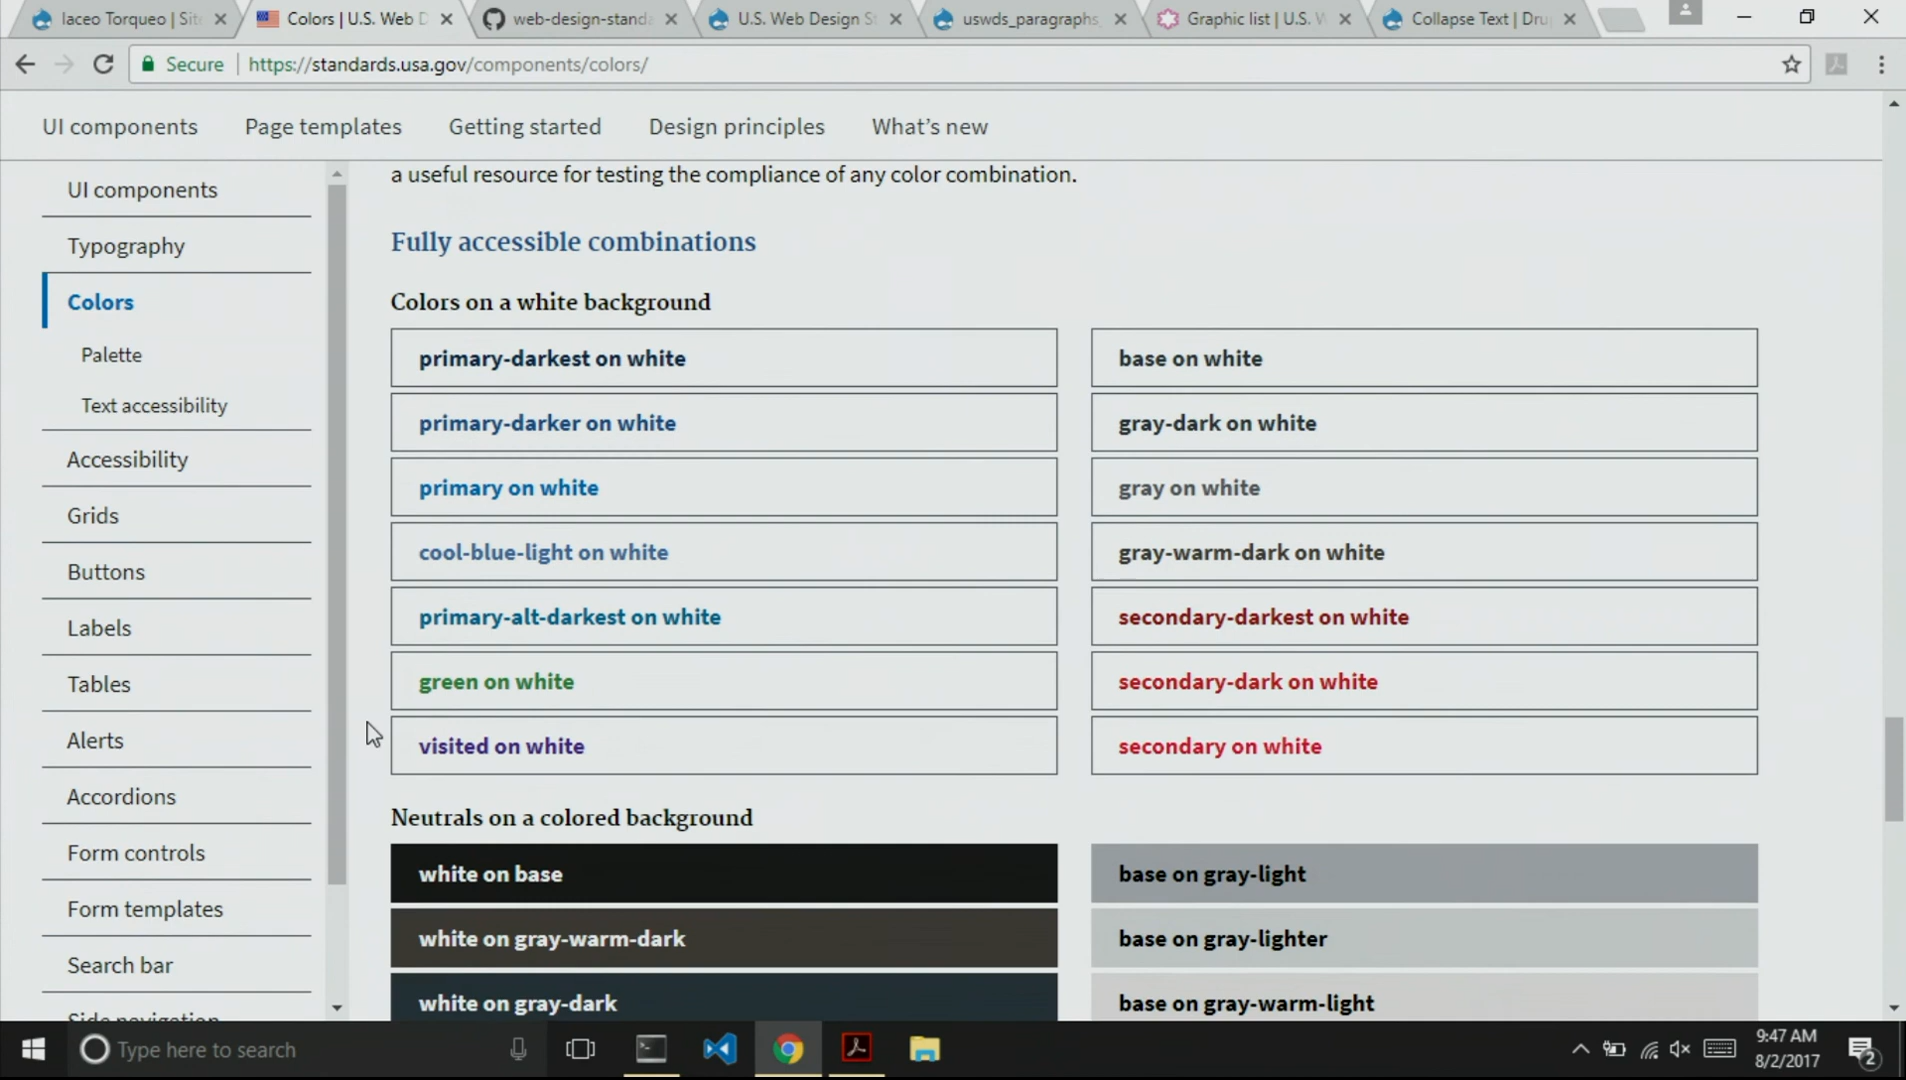 laceo Torqueo | Sit
Colors | U.S. Web D
web-design-standa
U.S. Web Design S
uswds_paragraphs
Graphic list | U.S. W
Collapse Text | Dru
Secure
https://standards.usa.gov/components/colors/
UI components
Page templates
Getting started
Design principles
What's new
UI components
Typography
Colors
Palette
Text accessibility
Accessibility
Grids
Buttons
Labels
Tables
Alerts
Accordions
Form controls
Form templates
Search bar
Side navigation
a useful resource for testing the compliance of any color combination.
Fully accessible combinations
Colors on a white background
primary-darkest on white
base on white
primary-darker on white
gray-dark on white
primary on white
gray on white
cool-blue-light on white
gray-warm-dark on white
primary-alt-darkest on white
secondary-darkest on white
green on white
secondary-dark on white
visited on white
secondary on white
Neutrals on a colored background
white on base
base on gray-light
white on gray-warm-dark
base on gray-lighter
white on gray-dark
base on gray-warm-light
Type here to search
9:47 AM
8/2/2017
2